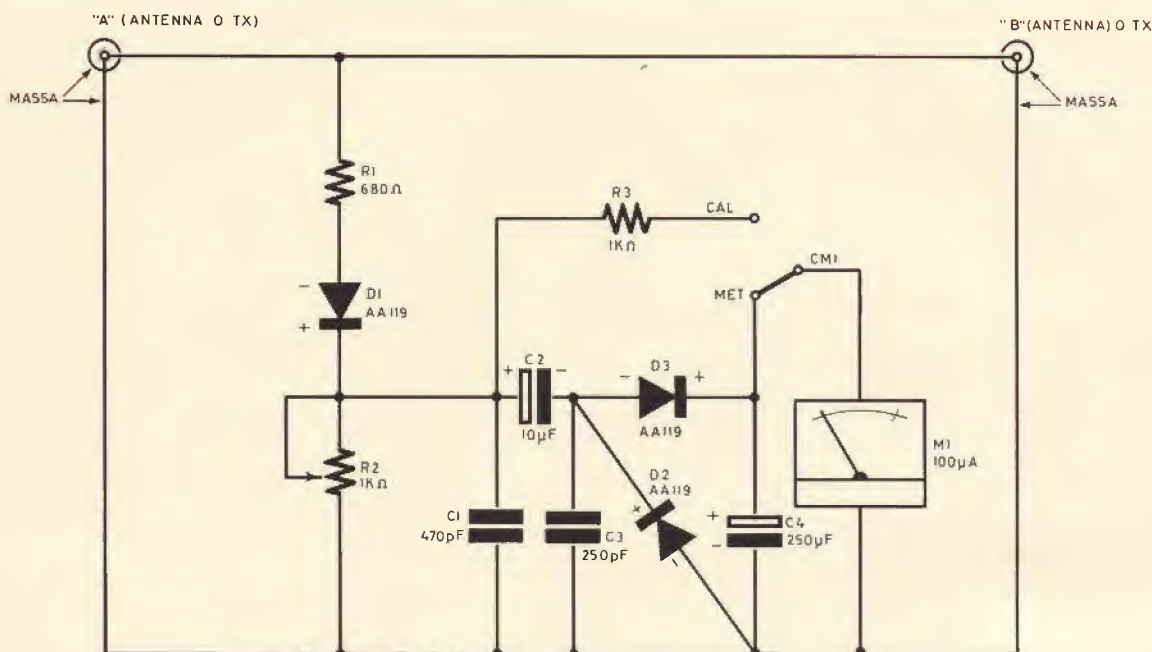 "A" (ANTENNA O TX)
"B"(ANTENNA) O TX
MASSA
MASSA
R1
680Ω
R3
1KΩ
CAL
CM1
MET
D1
AA119
-
+
C2
+
-
10µF
D3
-
+
AA119
M1
100µA
R2
1KΩ
D2
AA119
+
-
C1
470pF
C3
250pF
+
-
C4
250µF